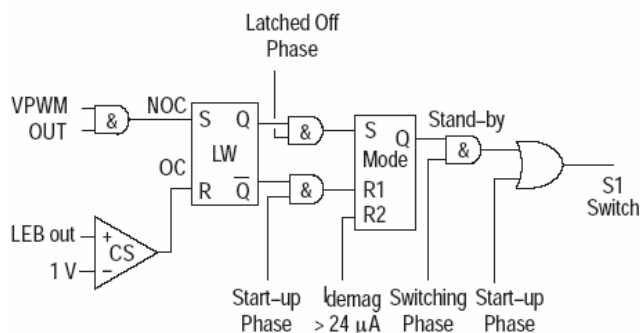 Latched Off
Phase
VPWM
OUT
&
NOC
S
Q
LW
OC
R
Q
&
&
S
Q
Mode
R1
R2
Stand–by
&
S1
Switch
LEB out
+
CS
1 V
–
Start–up
Phase
Idemag
> 24 µA
Switching
Phase
Start–up
Phase